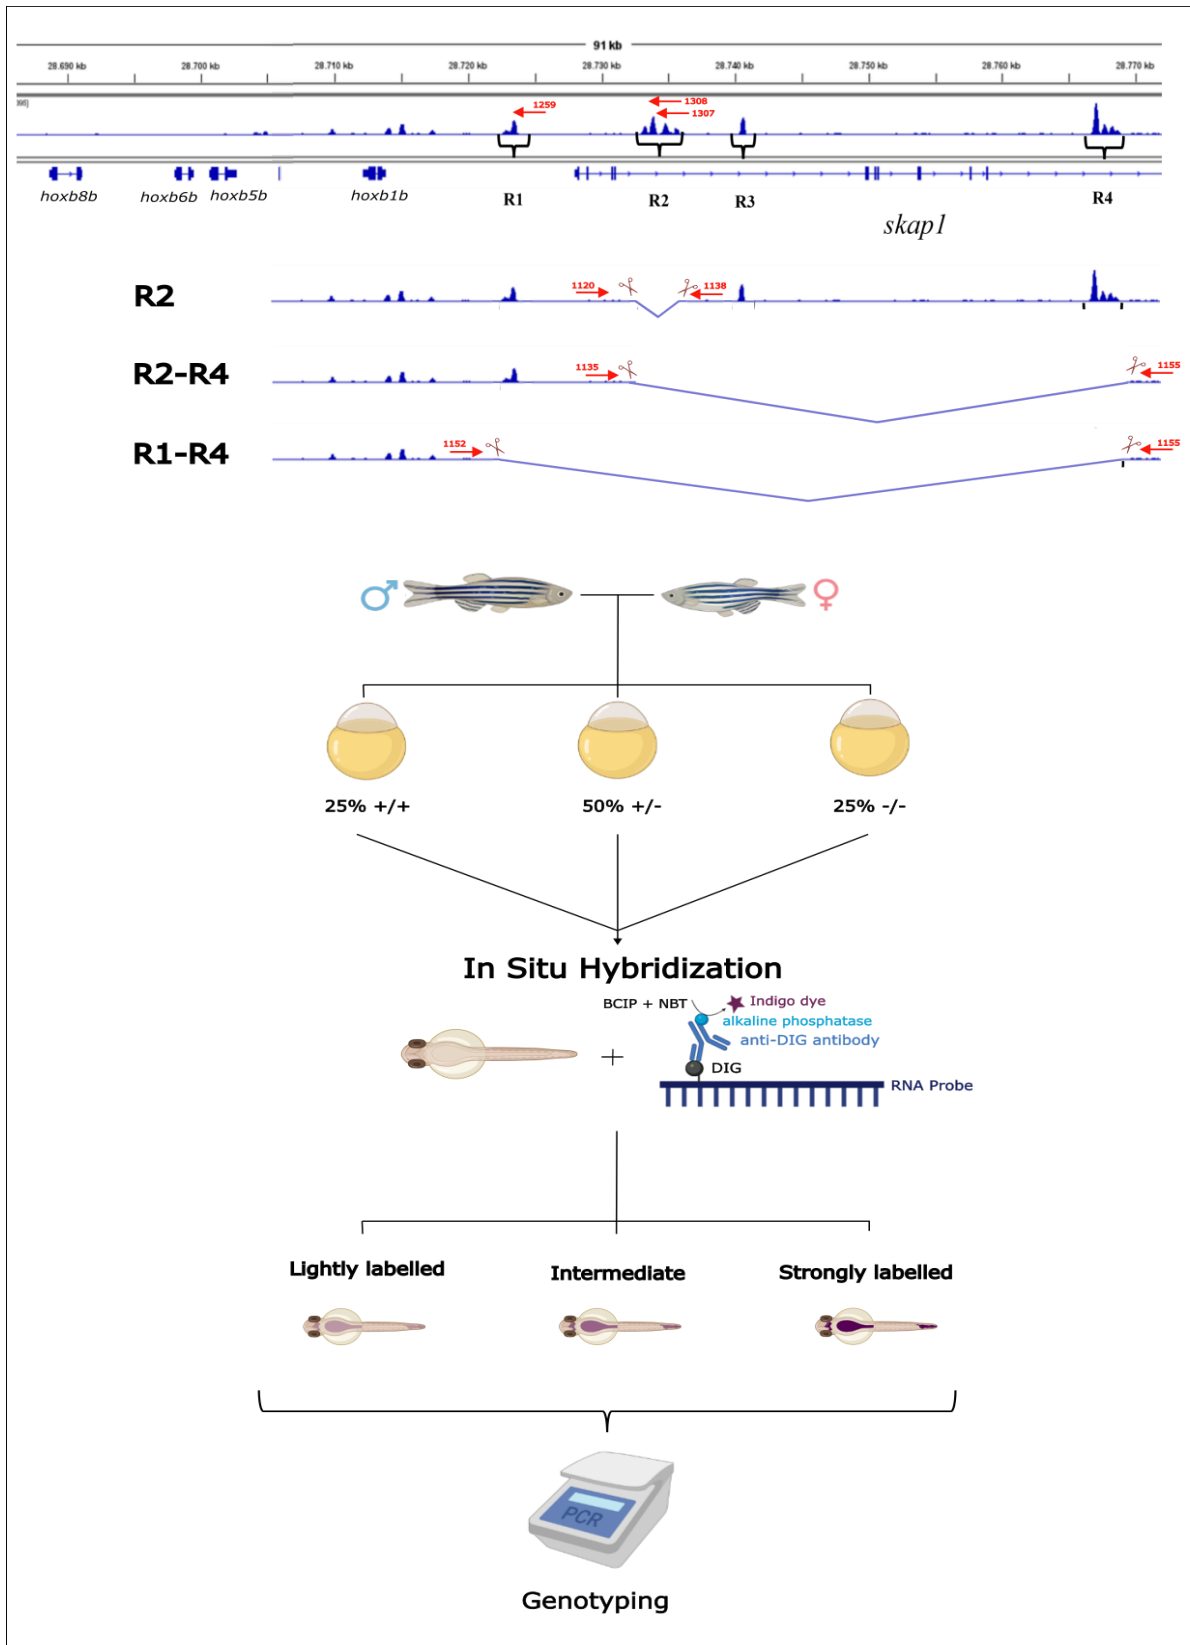 91 kb
28.690 kb 28.700 kb 28.710 kb 28.720 kb 28.730 kb 28.740 kb 28.750 kb 28.760 kb 28.770 kb
1308
1259 1307
hoxb8b hoxb6b hoxb5b hoxb1b R1 R2 R3 R4
skap1
R2 1120 1138
R2-R4 1135 1155
R1-R4 1152 1155
25% +/+ 50% +/- 25% -/-
In Situ Hybridization
BCIP + NBT Indigo dye
alkaline phosphatase
anti-DIG antibody
DIG
RNA Probe
Lightly labelled Intermediate Strongly labelled
PCR
Genotyping